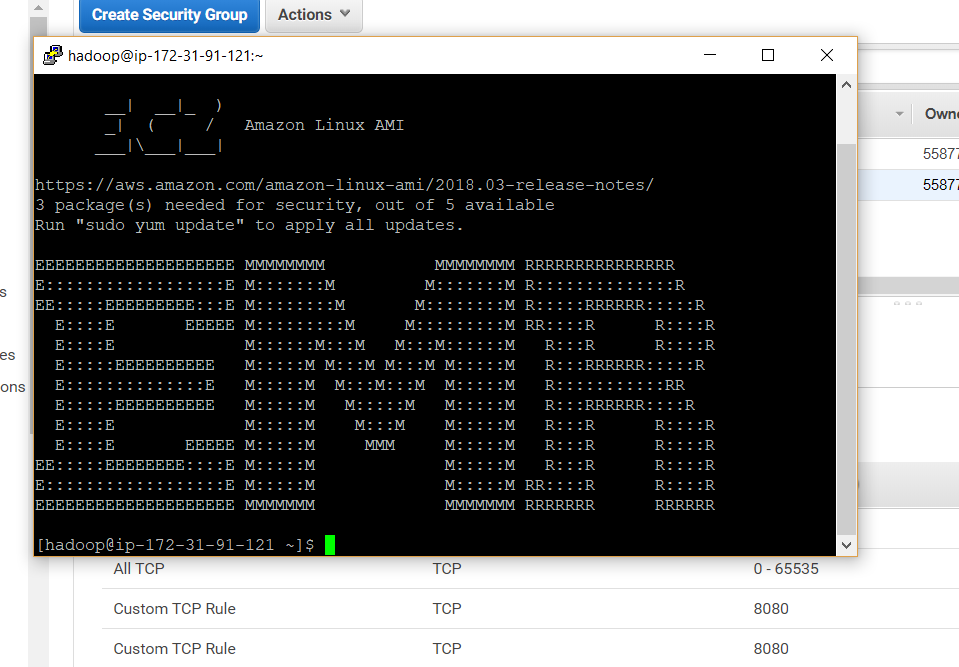 Create Security Group Actions
hadoop@ip-172-31-91-121:~
       __|  __|_  )
       _|  (     /   Amazon Linux AMI
      ___|\___|___|
https://aws.amazon.com/amazon-linux-ami/2018.03-release-notes/
3 package(s) needed for security, out of 5 available
Run "sudo yum update" to apply all updates.
EEEEEEEEEEEEEEEEEEEE MMMMMMMM           MMMMMMMM RRRRRRRRRRRRRRR
E::::::::::::::::::E M:::::::M         M:::::::M R::::::::::::::R
EE:::::EEEEEEEEE:::E M::::::::M       M::::::::M R:::::RRRRRR:::::R
  E::::E       EEEEE M:::::::::M     M:::::::::M RR::::R      R::::R
  E::::E             M::::::M:::M   M:::M::::::M   R:::R      R::::R
  E:::::EEEEEEEEEE   M:::::M M:::M M:::M M:::::M   R:::RRRRRR:::::R
  E::::::::::::::E   M:::::M  M:::M:::M  M:::::M   R:::::::::::RR
  E:::::EEEEEEEEEE   M:::::M   M:::::M   M:::::M   R:::RRRRRR::::R
  E::::E             M:::::M    M:::M    M:::::M   R:::R      R::::R
  E::::E       EEEEE M:::::M     MMM     M:::::M   R:::R      R::::R
EE:::::EEEEEEEE::::E M:::::M             M:::::M   R:::R      R::::R
E::::::::::::::::::E M:::::M             M:::::M RR::::R      R::::R
EEEEEEEEEEEEEEEEEEEE MMMMMMM             MMMMMMM RRRRRRR      RRRRRR
[hadoop@ip-172-31-91-121 ~]$
Owne
55877
55877
s
es
ons
All TCP TCP 0 - 65535
Custom TCP Rule TCP 8080
Custom TCP Rule TCP 8080